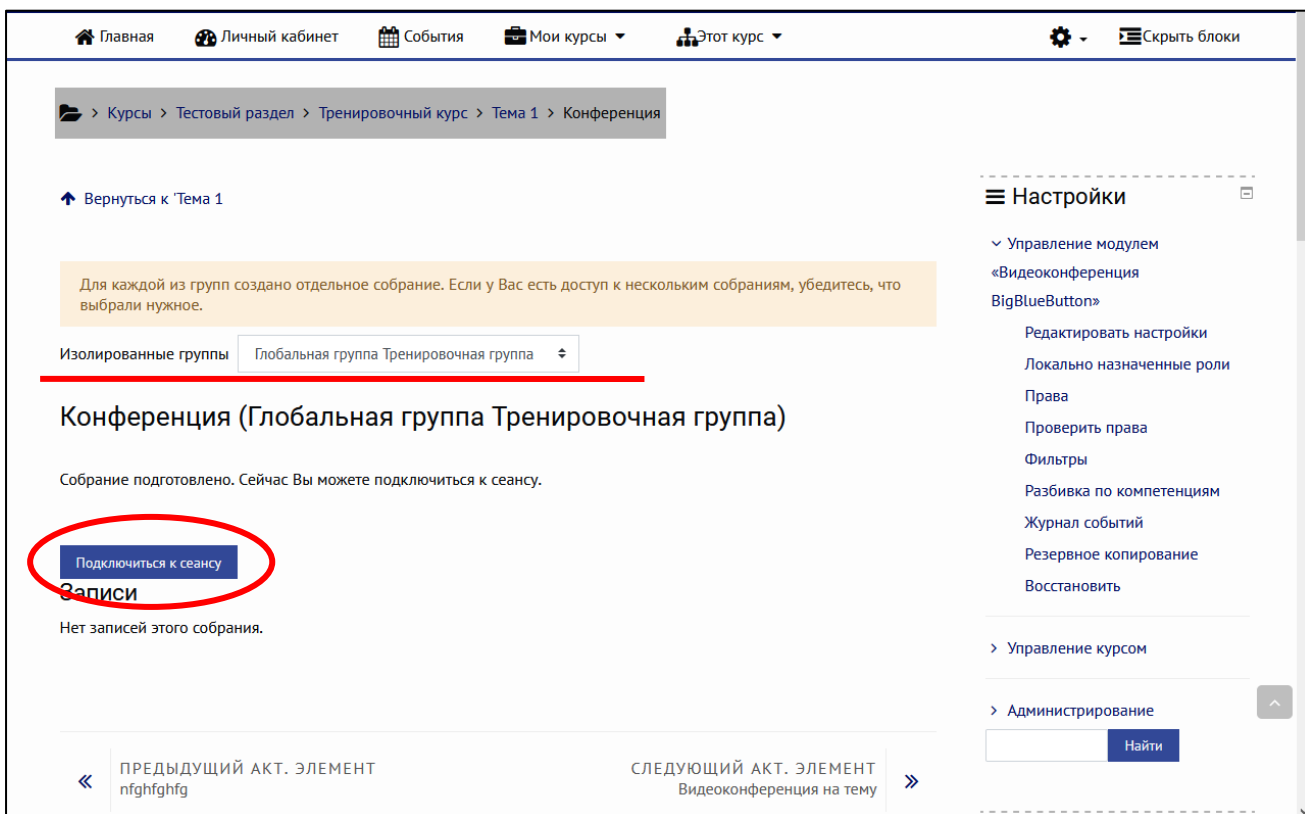 Главная Личный кабинет События Мои курсы Этот курс Скрыть блоки
> Курсы > Тестовый раздел > Тренировочный курс > Тема 1 > Конференция
Вернуться к 'Тема 1
Для каждой из групп создано отдельное собрание. Если у Вас есть доступ к нескольким собраниям, убедитесь, что
выбрали нужное.
Изолированные группы Глобальная группа Тренировочная группа
Конференция (Глобальная группа Тренировочная группа)
Собрание подготовлено. Сейчас Вы можете подключиться к сеансу.
Подключиться к сеансу
Записи
Нет записей этого собрания.
ПРЕДЫДУЩИЙ АКТ. ЭЛЕМЕНТ
nfghfghfg
СЛЕДУЮЩИЙ АКТ. ЭЛЕМЕНТ
Видеоконференция на тему
Настройки
Управление модулем
«Видеоконференция
BigBlueButton»
Редактировать настройки
Локально назначенные роли
Права
Проверить права
Фильтры
Разбивка по компетенциям
Журнал событий
Резервное копирование
Восстановить
Управление курсом
Администрирование
Найти